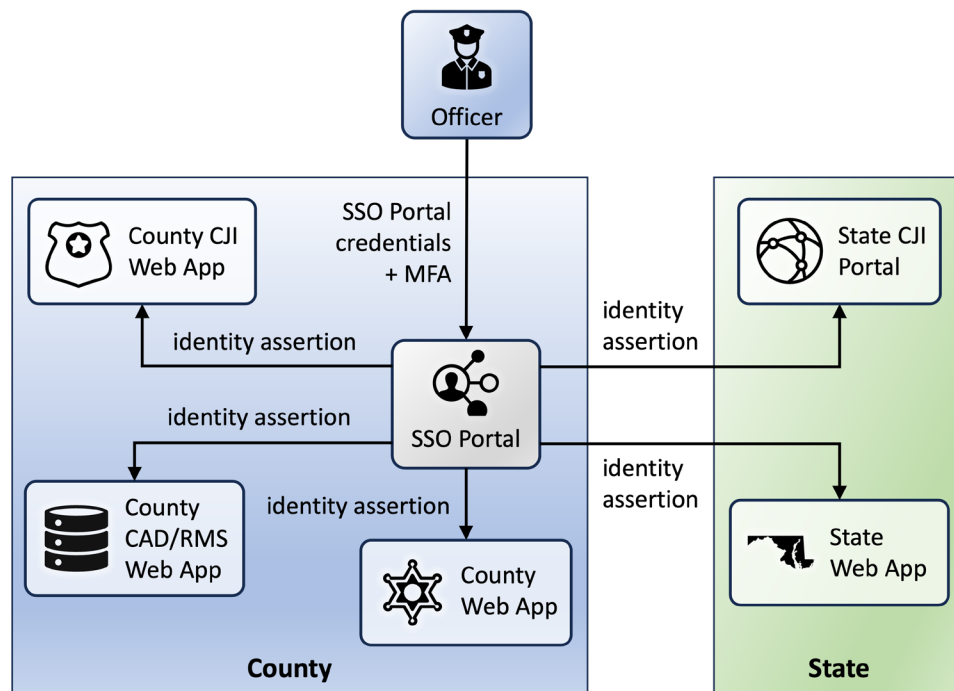 Officer
SSO Portal
credentials
+ MFA
County CJI
Web App
State CJI
Portal
identity
assertion
identity assertion
SSO Portal
identity assertion
identity
assertion
identity assertion
County
CAD/RMS
Web App
County
Web App
State
Web App
County
State